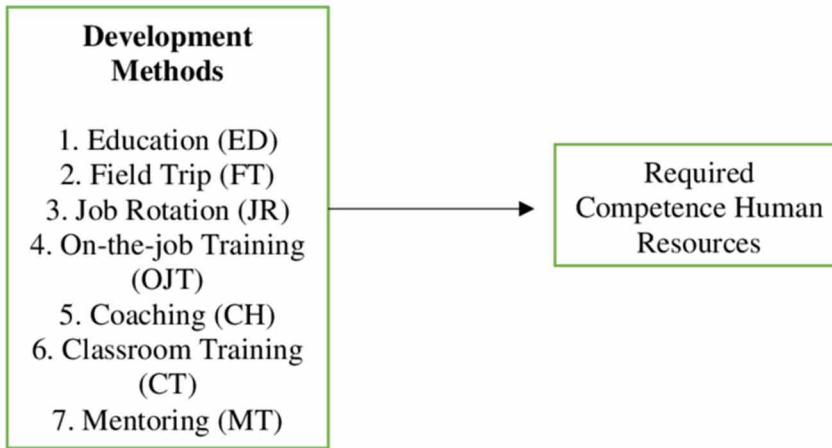 Development
Methods
1. Education (ED)
2. Field Trip (FT)
3. Job Rotation (JR)
4. On-the-job Training
(OJT)
5. Coaching (CH)
6. Classroom Training
(CT)
7. Mentoring (MT)
Required
Competence Human
Resources